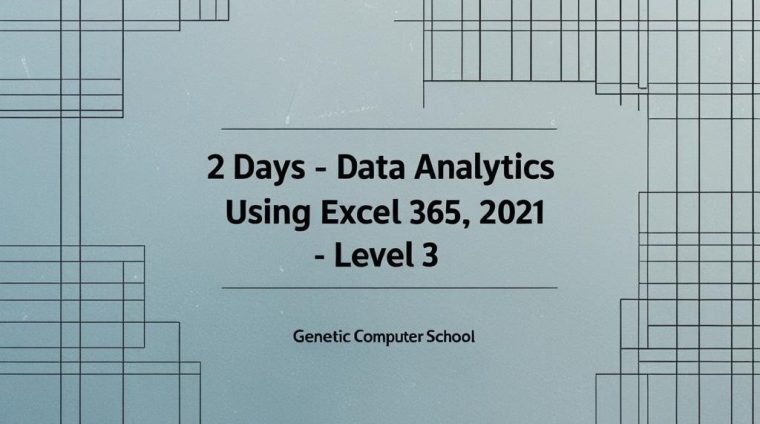 2 Days - Data Analytics
Using Excel 365, 2021
- Level 3
Genetic Computer School